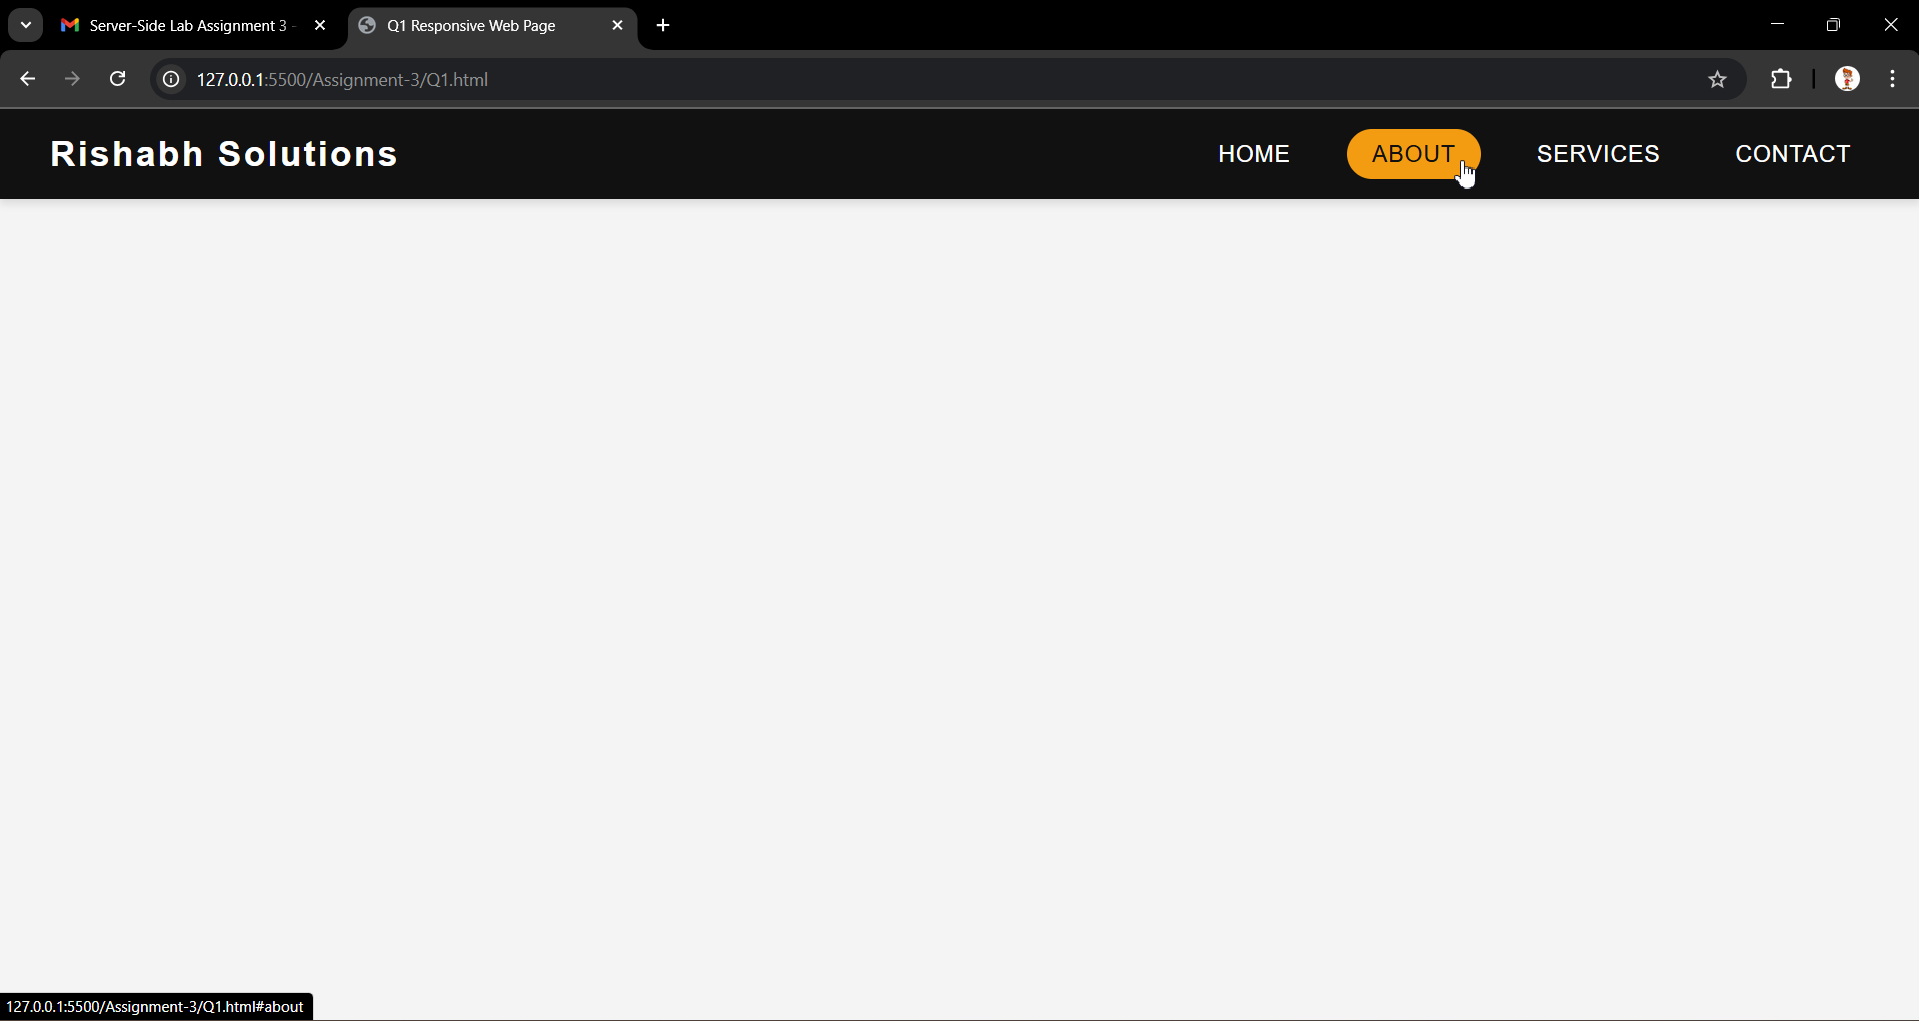 Server-Side Lab Assignment 3 -
Q1 Responsive Web Page
127.0.0.1:5500/Assignment-3/Q1.html
Rishabh Solutions
HOME
ABOUT
SERVICES
CONTACT
127.0.0.1:5500/Assignment-3/Q1.html#about